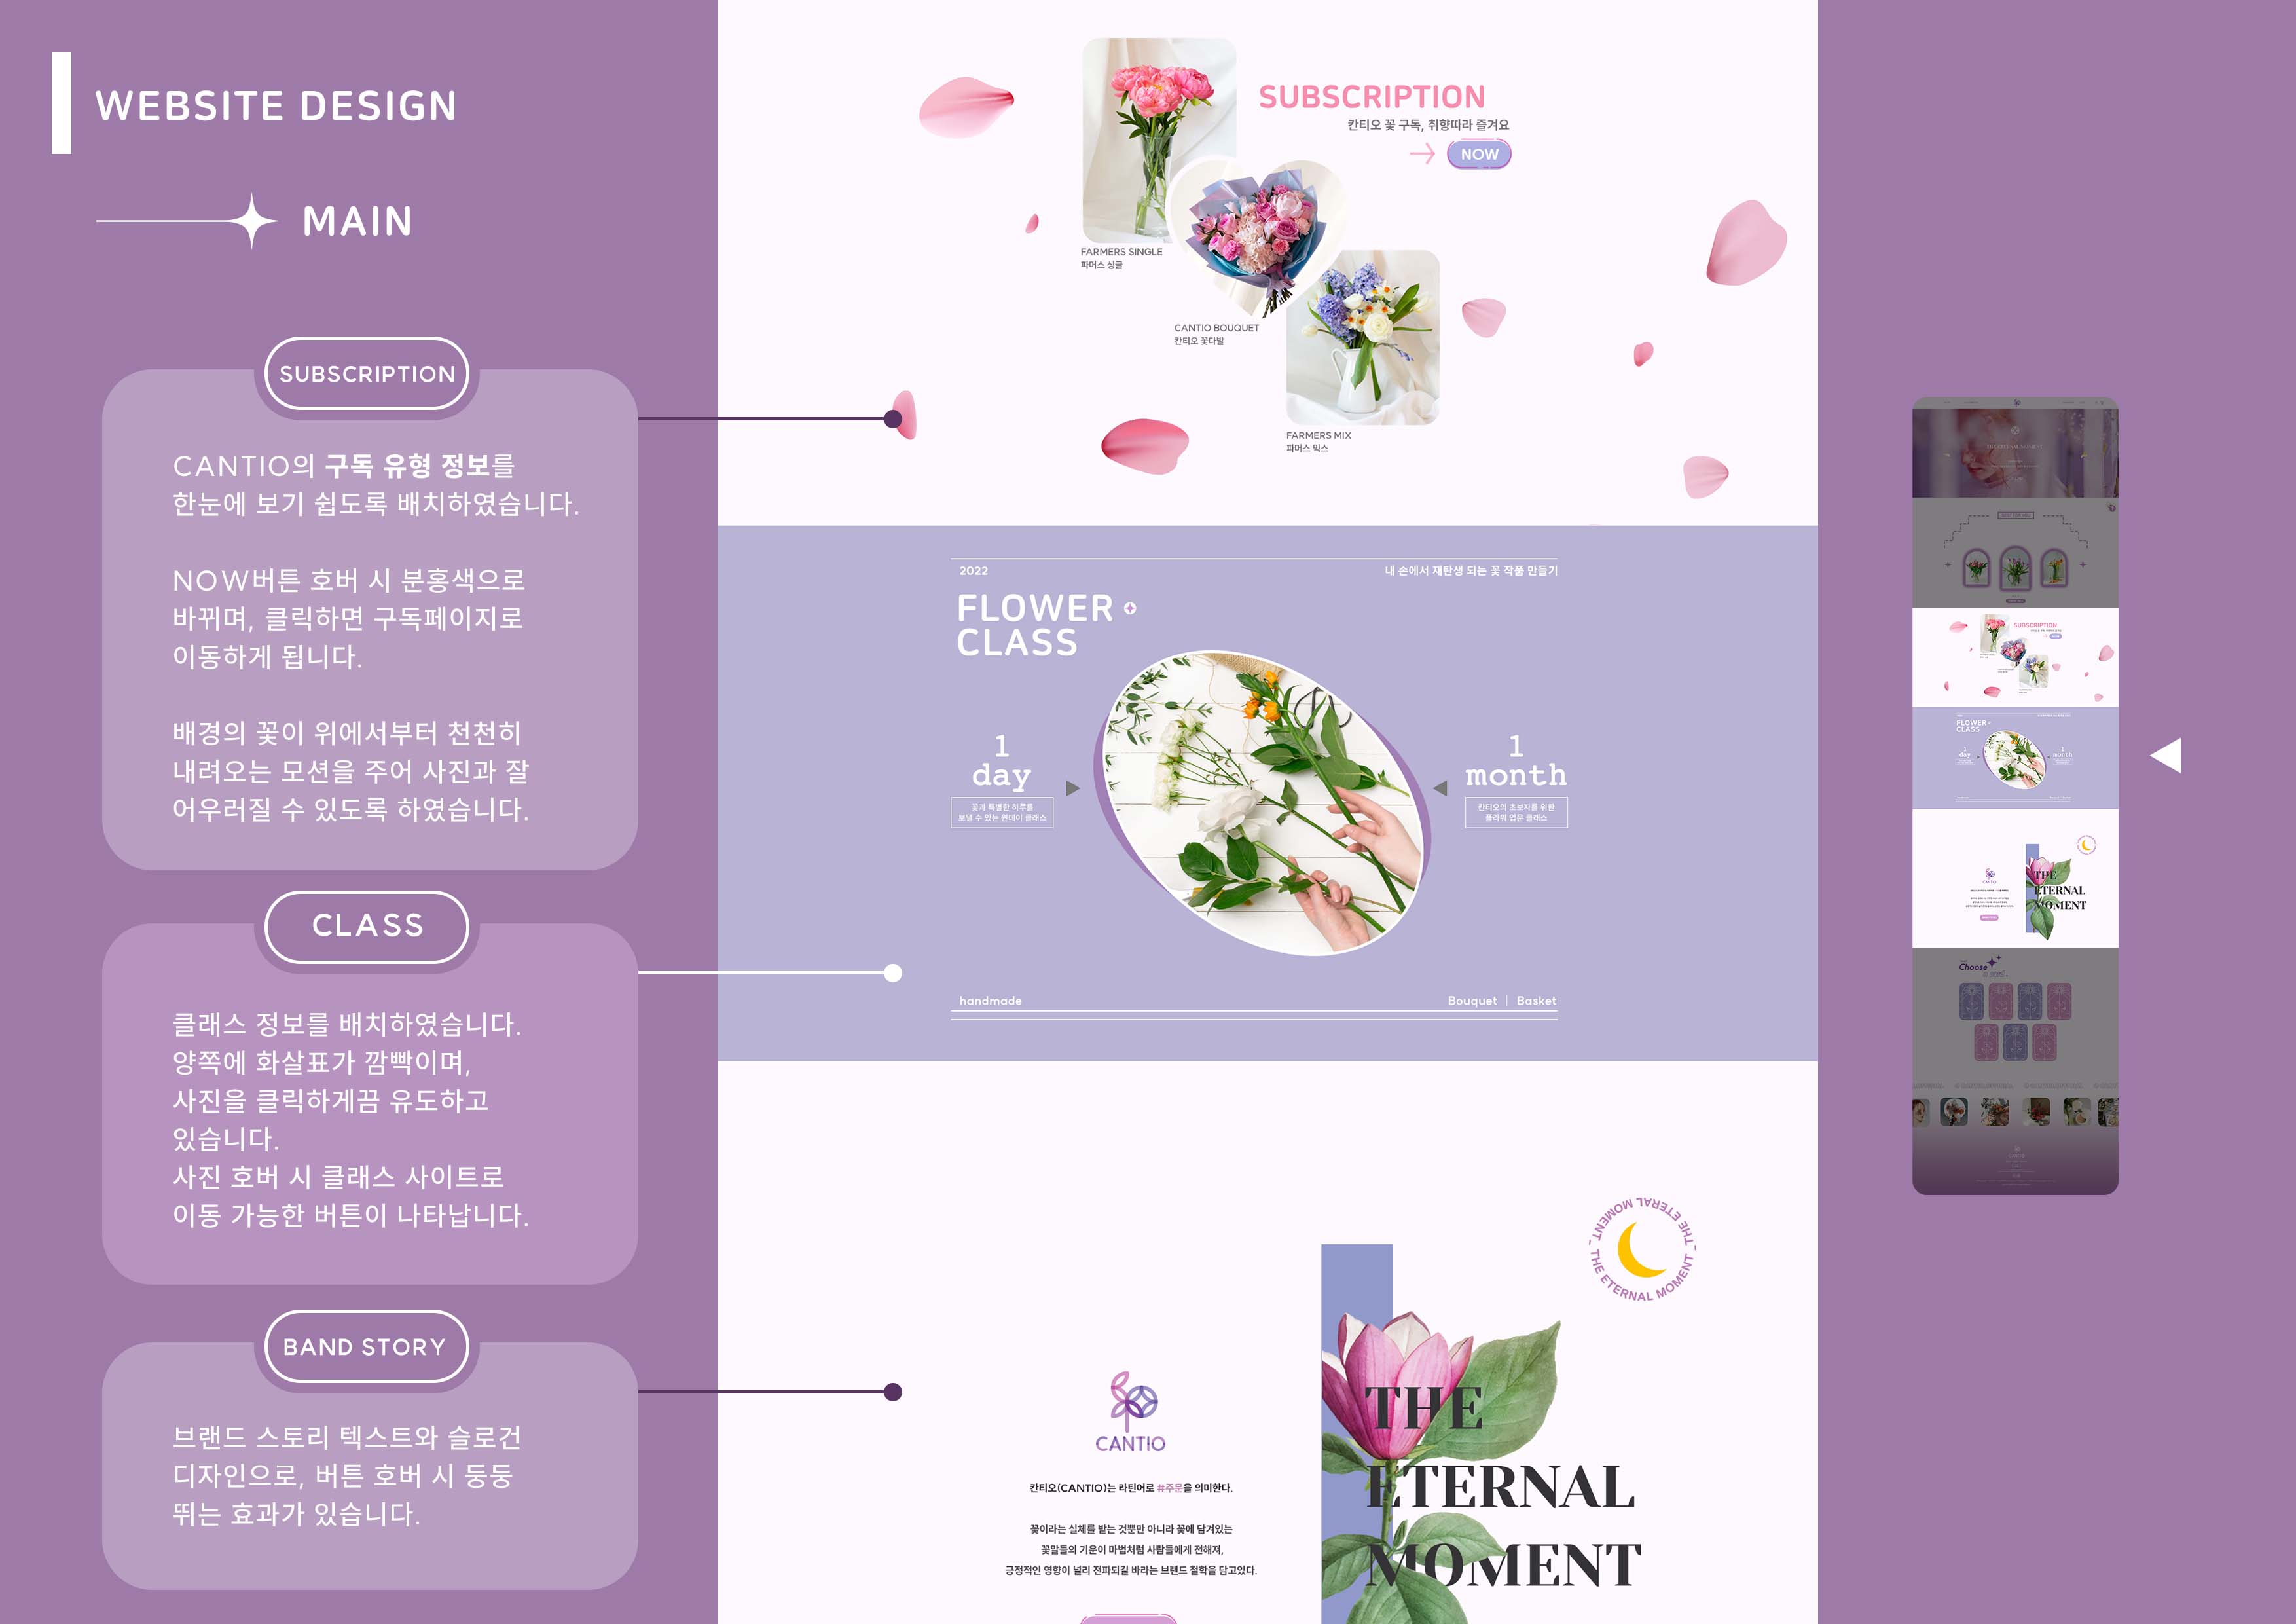 WEBSITE DESIGN
MAIN
SUBSCRIPTION
CANTIO의 구독 유형 정보를
한눈에 보기 쉽도록 배치하였습니다.
NOW버튼 호버 시 분홍색으로
바뀌며, 클릭하면 구독페이지로
이동하게 됩니다.
배경의 꽃이 위에서부터 천천히
내려오는 모션을 주어 사진과 잘
어우러질 수 있도록 하였습니다.
CLASS
클래스 정보를 배치하였습니다.
양쪽에 화살표가 깜빡이며,
사진을 클릭하게끔 유도하고
있습니다.
사진 호버 시 클래스 사이트로
이동 가능한 버튼이 나타납니다.
BAND STORY
브랜드 스토리 텍스트와 슬로건
디자인으로, 버튼 호버 시 둥둥
뛰는 효과가 있습니다.
SUBSCRIPTION
칸티오 꽃 구독, 취향따라 즐겨요
NOW
FARMERS SINGLE
파머스 싱글
CANTIO BOUQUET
칸티오 꽃다발
FARMERS MIX
파머스 믹스
2022
내 손에서 재탄생 되는 꽃 작품 만들기
FLOWER
CLASS
1
day
꽃과 특별한 하루를
보낼 수 있는 원데이 클래스
1
month
칸티오의 초보자를 위한
플라워 입문 클래스
handmade
Bouquet | Basket
- THE ETERAL MOMENT - THE ETERNAL MOMENT
CANTIO
칸티오(CANTIO)는 라틴어로 #주문을 의미한다.
꽃이라는 실체를 받는 것뿐만 아니라 꽃에 담겨있는
꽃말들의 기운이 마법처럼 사람들에게 전해져,
긍정적인 영향이 널리 전파되길 바라는 브랜드 철학을 담고있다.
THE
ETERNAL
MOMENT
SUBSCRIPTION
FLOWER
CLASS
1
day
1
month
THE
ETERNAL
MOMENT
Choose